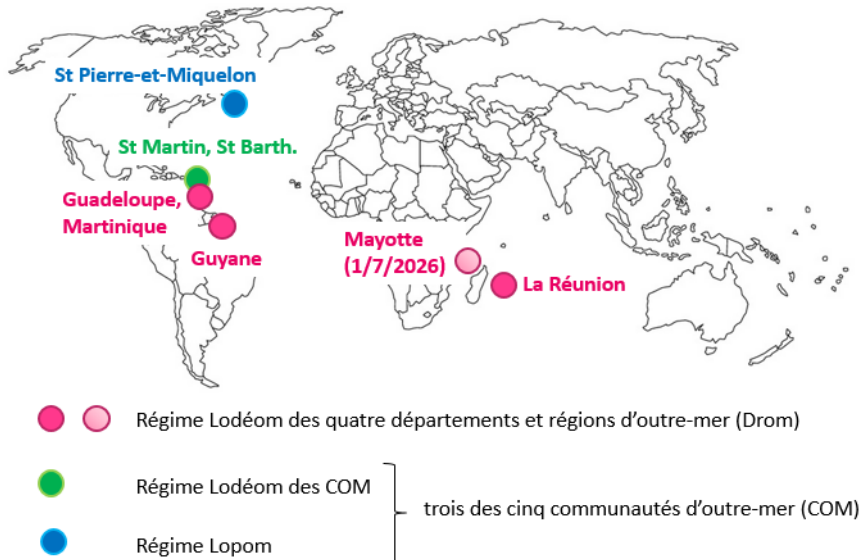 St Pierre-et-Miquelon
St Martin, St Barth.
Guadeloupe,
Martinique
Guyane
Mayotte
(1/7/2026)
La Réunion
Régime Lodéom des quatre départements et régions d'outre-mer (Drom)
Régime Lodéom des COM
trois des cinq communautés d'outre-mer (COM)
Régime Lopom